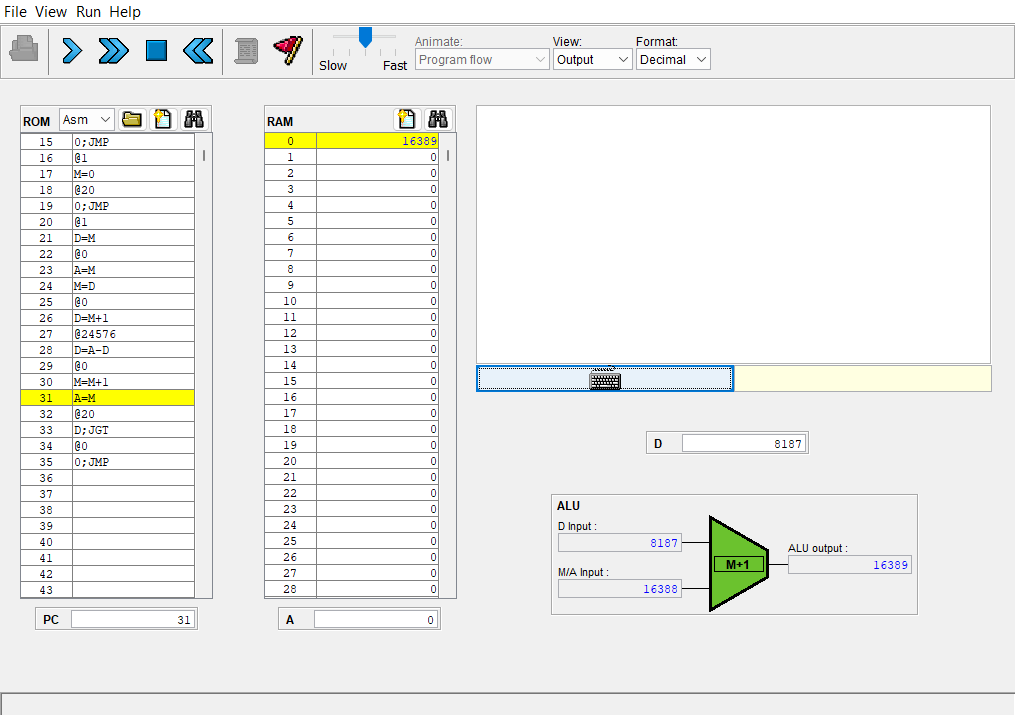 File View Run Help
Slow
Fast
Animate:
Program flow
View:
Output
Format:
Decimal
ROM Asm
15 0;JMP
16 @1
17 M=0
18 @20
19 0;JMP
20 @1
21 D=M
22 @0
23 A=M
24 M=D
25 @0
26 D=M+1
27 @24576
28 D=A-D
29 @0
30 M=M+1
31 A=M
32 @20
33 D;JGT
34 @0
35 0;JMP
36
37
38
39
40
41
42
43
PC 31
RAM
0 16389
1 0
2 0
3 0
4 0
5 0
6 0
7 0
8 0
9 0
10 0
11 0
12 0
13 0
14 0
15 0
16 0
17 0
18 0
19 0
20 0
21 0
22 0
23 0
24 0
25 0
26 0
27 0
28 0
A 0
D 8187
ALU
D Input :
8187
M/A Input :
16388
M+1
ALU output :
16389